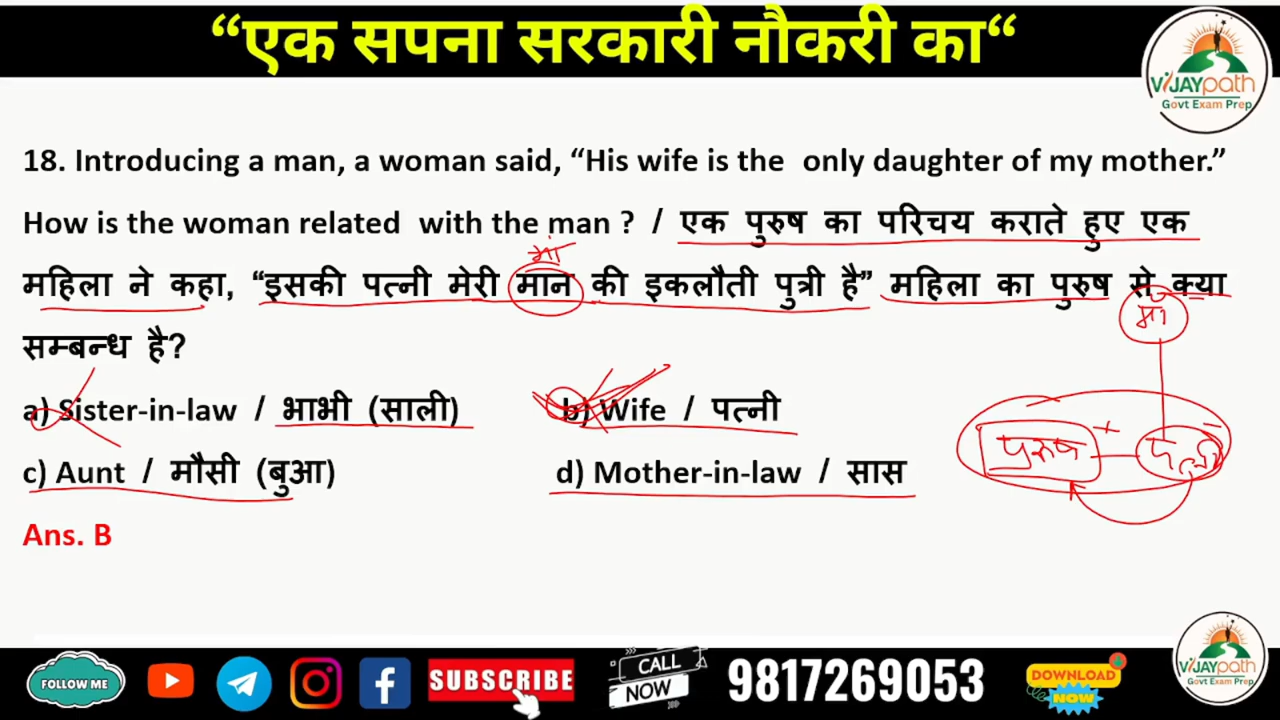 “एक सपना सरकारी नौकरी का“
VIJAYpath
Govt Exam Prep
18. Introducing a man, a woman said, “His wife is the only daughter of my mother.”
How is the woman related with the man ? / एक पुरुष का परिचय कराते हुए एक
मां
महिला ने कहा, “इसकी पत्नी मेरी मान की इकलौती पुत्री है” महिला का पुरुष से क्या
माँ
सम्बन्ध है?
a) Sister-in-law / भाभी (साली)
b) Wife / पत्नी
पुरुष + पत्नी -
c) Aunt / मौसी (बुआ)
d) Mother-in-law / सास
Ans. B
VIJAYpath
Govt Exam Prep
FOLLOW ME
SUBSCRIBE
CALL
NOW
9817269053
DOWNLOAD
NOW